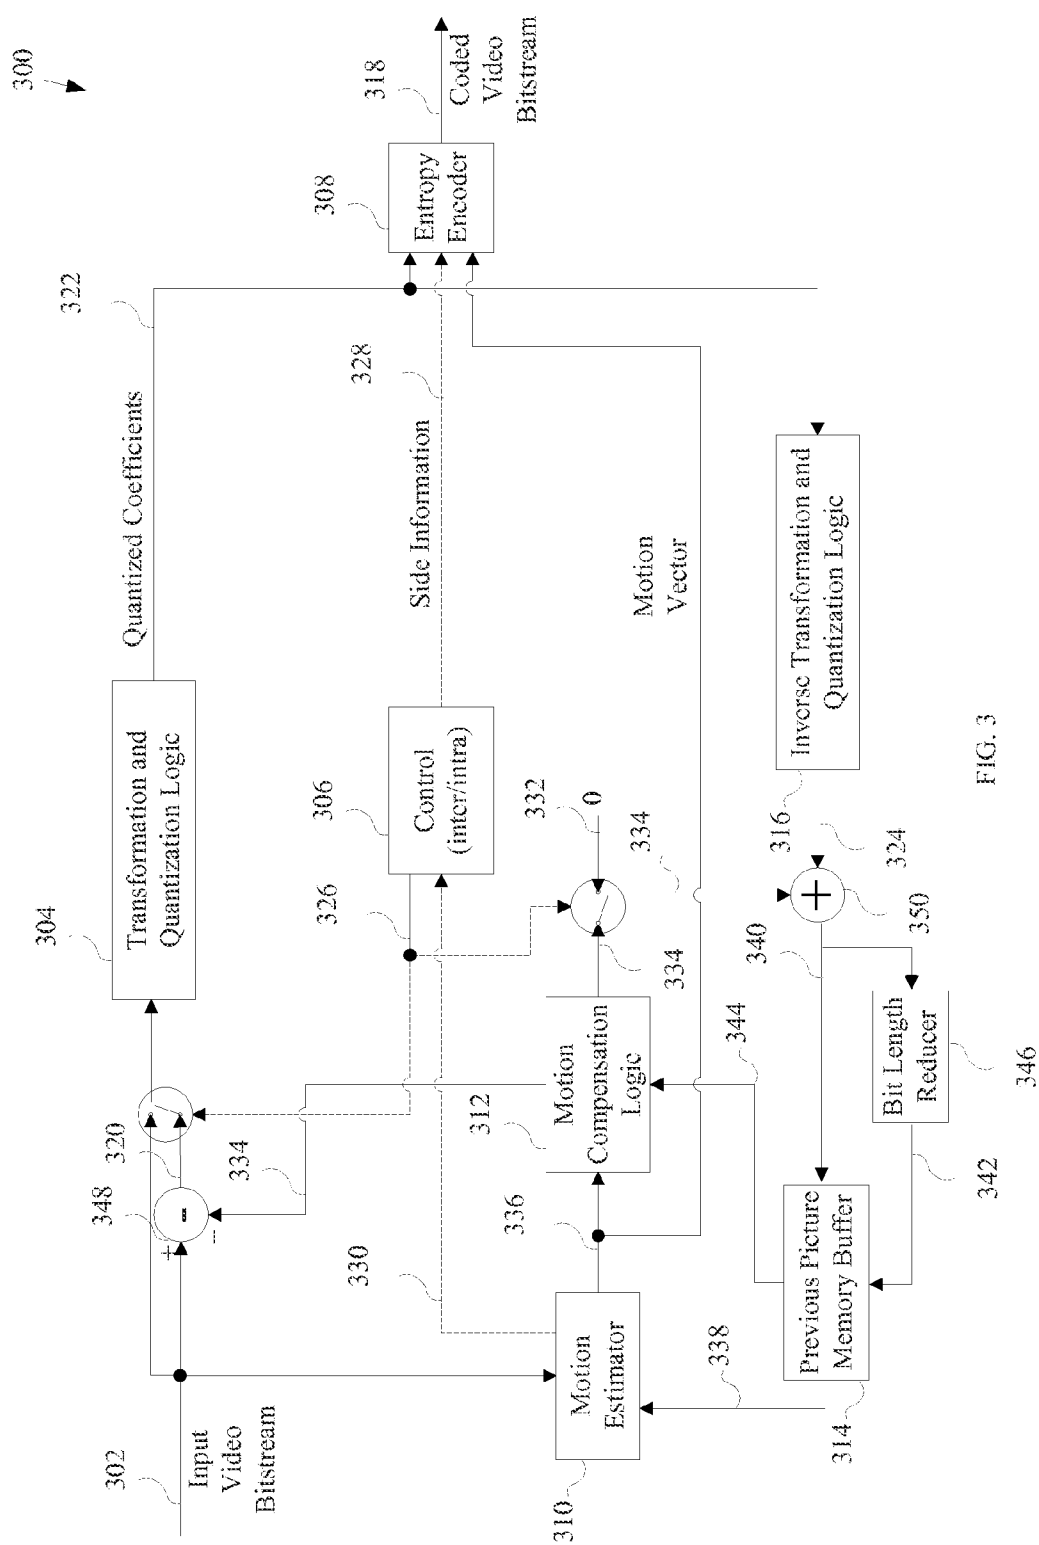 300
322
Quantized Coefficients
304
Transformation and
Quantization Logic
320
348
+
-
-
334
302
Input
Video
Bitstream
318
Coded
Video
Bitstream
308
Entropy
Encoder
328
Side Information
306
Control
(inter/intra)
326
330
332
0
334
334
Motion
Vector
312
Motion
Compensation
Logic
336
310
Motion
Estimator
338
344
340
Inverse Transformation and
Quantization Logic
316
324
+
350
Bit Length
Reducer
346
342
Previous Picture
Memory Buffer
314
FIG. 3